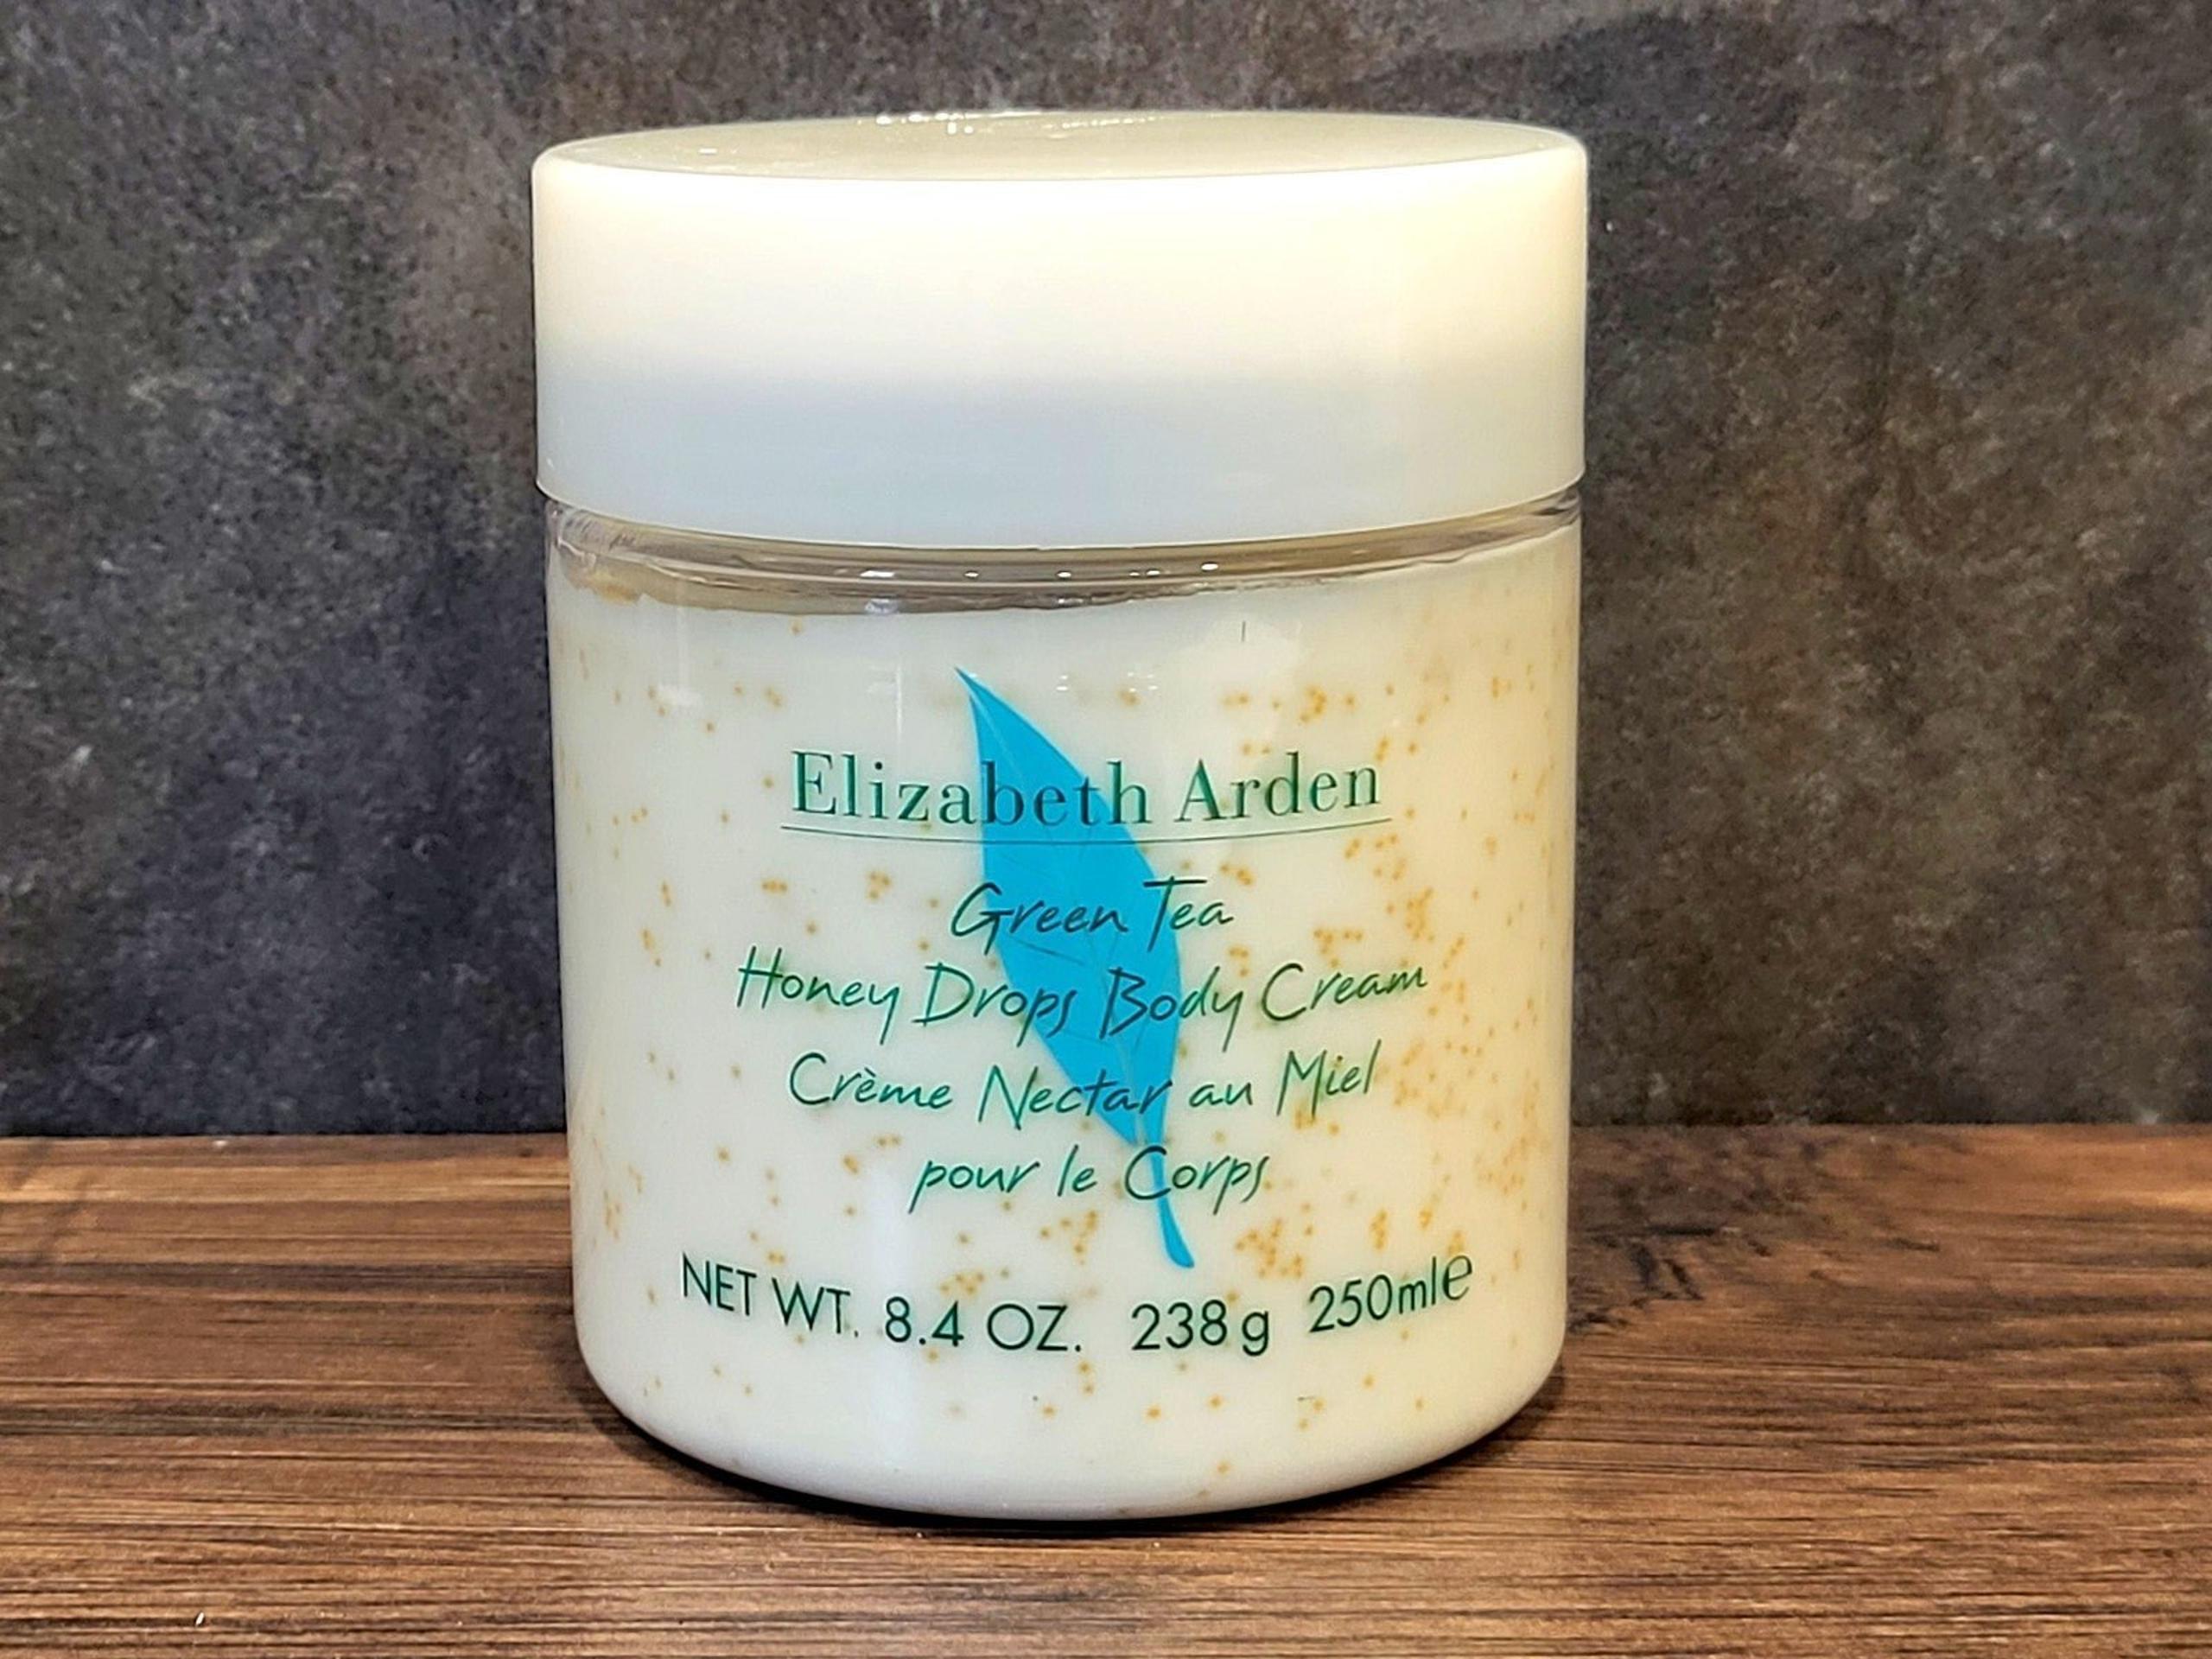 Elizabeth Arden
Green Tea
Honey Drops Body Cream
Crème Nectar au Miel
pour le Corps
NET WT. 8.4 OZ. 238g 250ml℮